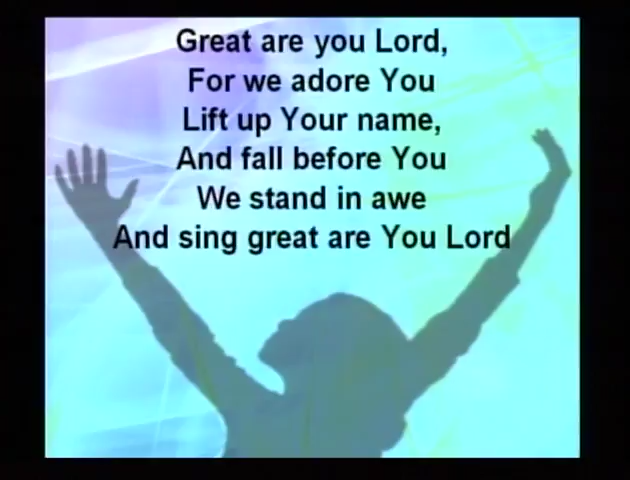 Great are you Lord,
For we adore You
Lift up Your name,
And fall before You
We stand in awe
And sing great are You Lord